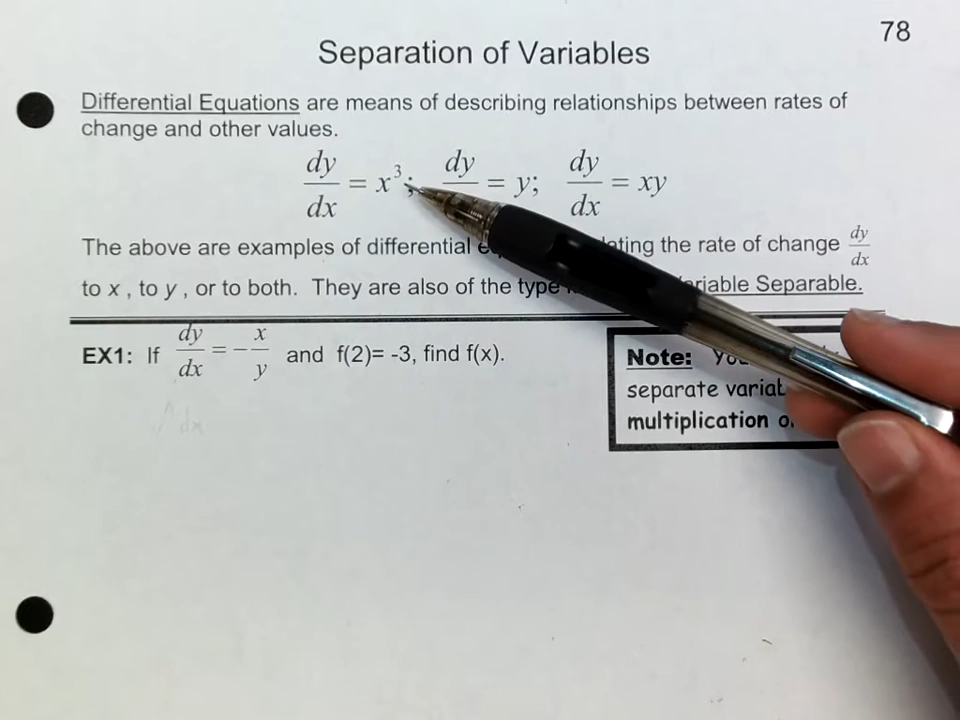 78
Separation of Variables
Differential Equations are means of describing relationships between rates of
change and other values.
dy/dx = x³; dy = y; dy/dx = xy
The above are examples of differential the rate of change dy/dx
to x , to y , or to both. They are also of the type Separable.
EX1: If dy/dx = − x/y and f(2)= -3, find f(x).
Note:
separate
multiplication